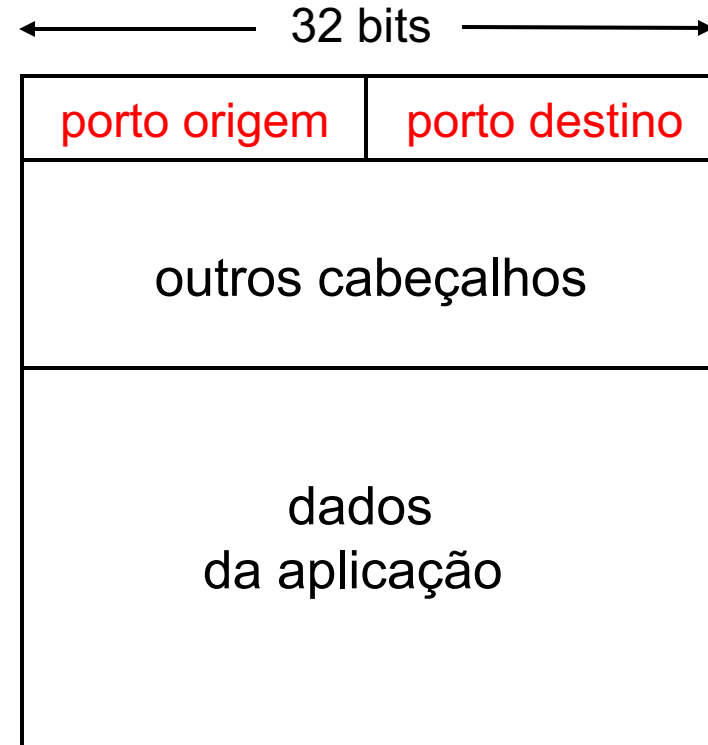 32 bits
porto origem
porto destino
outros cabeçalhos
dados
da aplicação